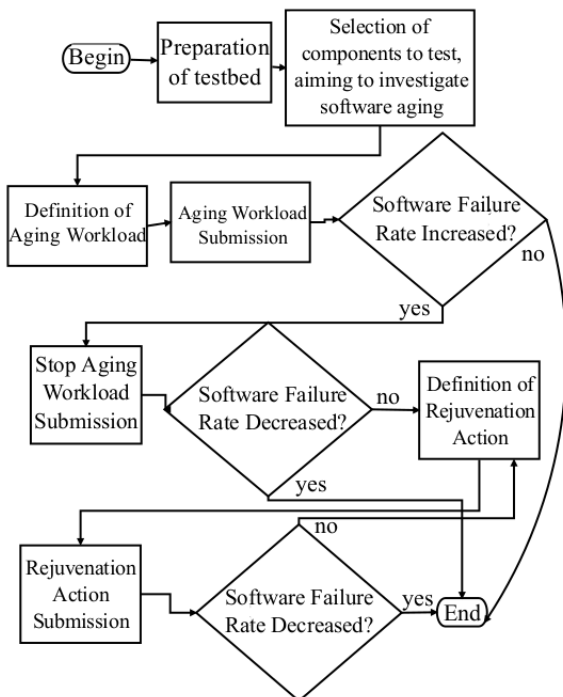 Begin
Preparation
of testbed
Selection of
components to test,
aiming to investigate
software aging
Definition of
Aging Workload
Aging Workload
Submission
Software Failure
Rate Increased?
no
yes
Stop Aging
Workload
Submission
Software Failure
Rate Decreased?
no
Definition of
Rejuvenation
Action
yes
no
Rejuvenation
Action
Submission
Software Failure
Rate Decreased?
yes
End